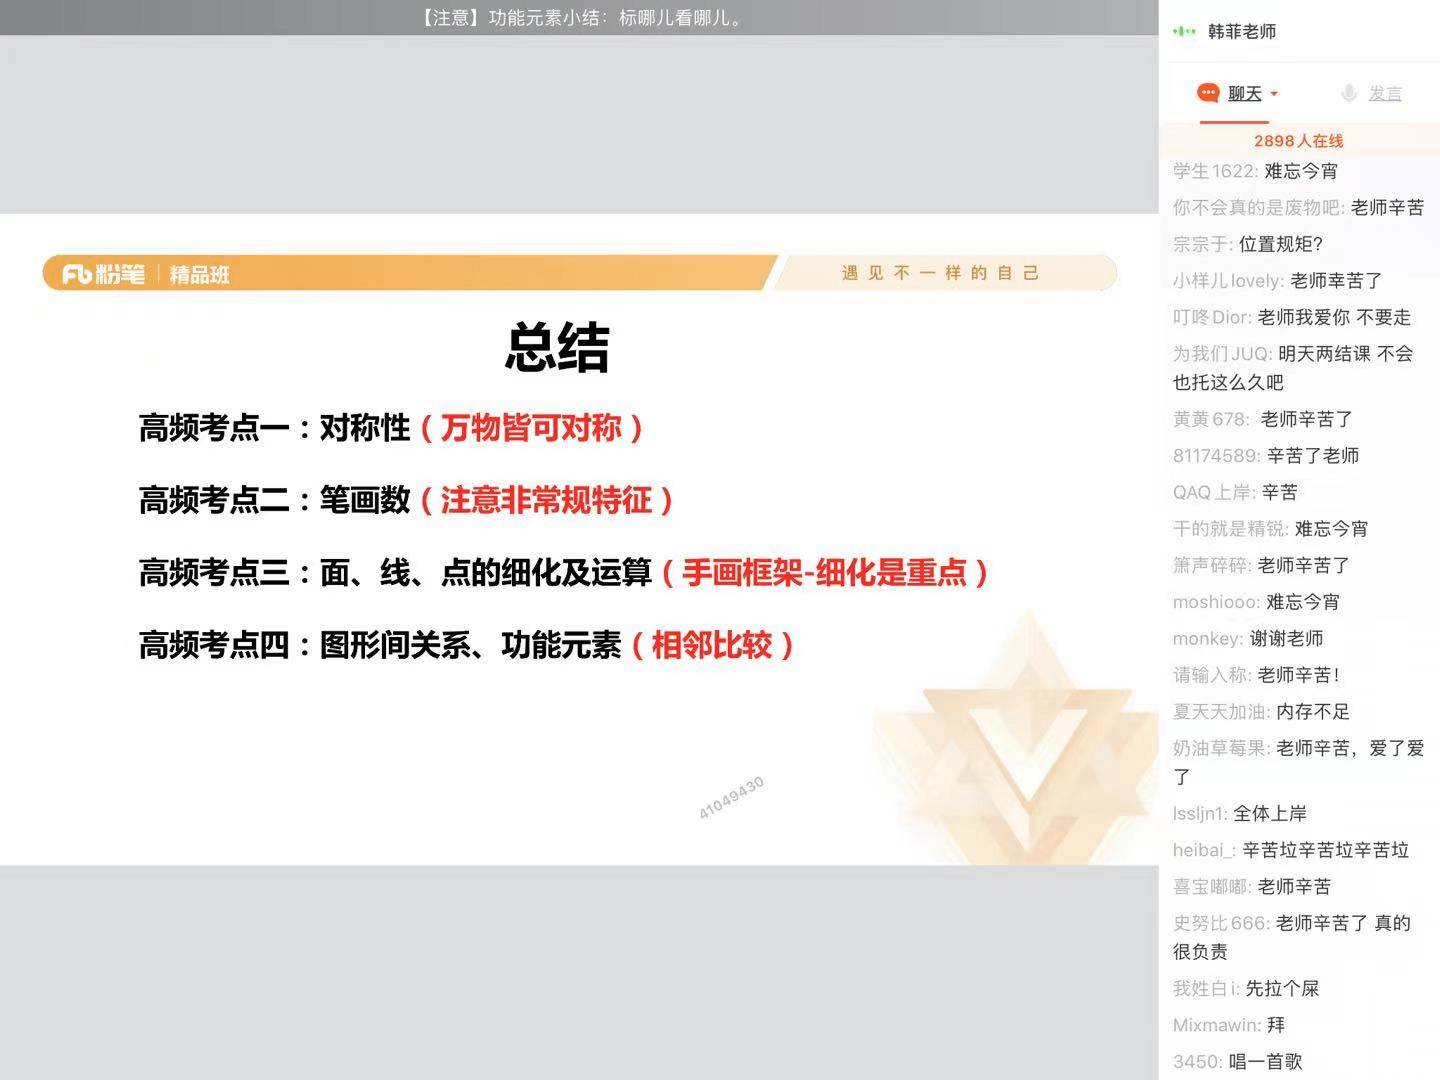 【注意】功能元素小结：标哪儿看哪儿。
粉笔 精品班
遇见不一样的自己
总结
高频考点一：对称性（万物皆可对称）
高频考点二：笔画数（注意非常规特征）
高频考点三：面、线、点的细化及运算（手画框架-细化是重点）
高频考点四：图形间关系、功能元素（相邻比较）
41049430
韩菲老师
聊天
发言
2898人在线
学生1622: 难忘今宵
你不会真的是废物吧: 老师辛苦
宗宗于: 位置规矩？
小样儿lovely: 老师幸苦了
叮咚Dior: 老师我爱你 不要走
为我们JUQ: 明天两结课 不会
也托这么久吧
黄黄678: 老师辛苦了
81174589: 辛苦了老师
QAQ上岸: 辛苦
干的就是精锐: 难忘今宵
箫声碎碎: 老师辛苦了
moshiooo: 难忘今宵
monkey: 谢谢老师
请输入称: 老师辛苦！
夏天天加油: 内存不足
奶油草莓果: 老师辛苦，爱了爱
了
lssljn1: 全体上岸
heibai_: 辛苦垃辛苦垃辛苦垃
喜宝嘟嘟: 老师辛苦
史努比666: 老师辛苦了 真的
很负责
我姓白i: 先拉个屎
Mixmawin: 拜
3450: 唱一首歌